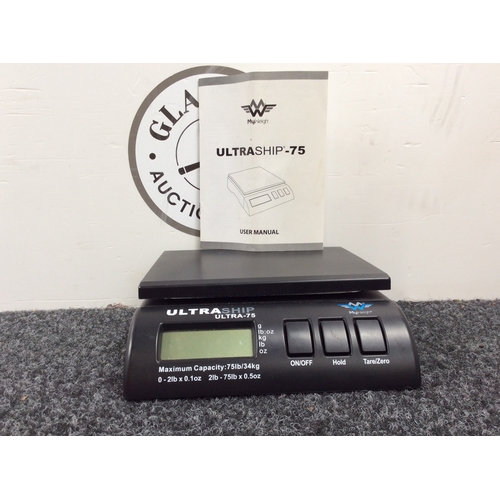 GLA
AUCTIO
MyWeigh
ULTRASHIP-75
USER MANUAL
ULTRASHIP
ULTRA-75
MyWeigh
g
lb:oz
kg
lb
oz
ON/OFF
Hold
Tare/Zero
Maximum Capacity:75lb/34kg
0 - 2lb x 0.1oz 2lb - 75lb x 0.5oz